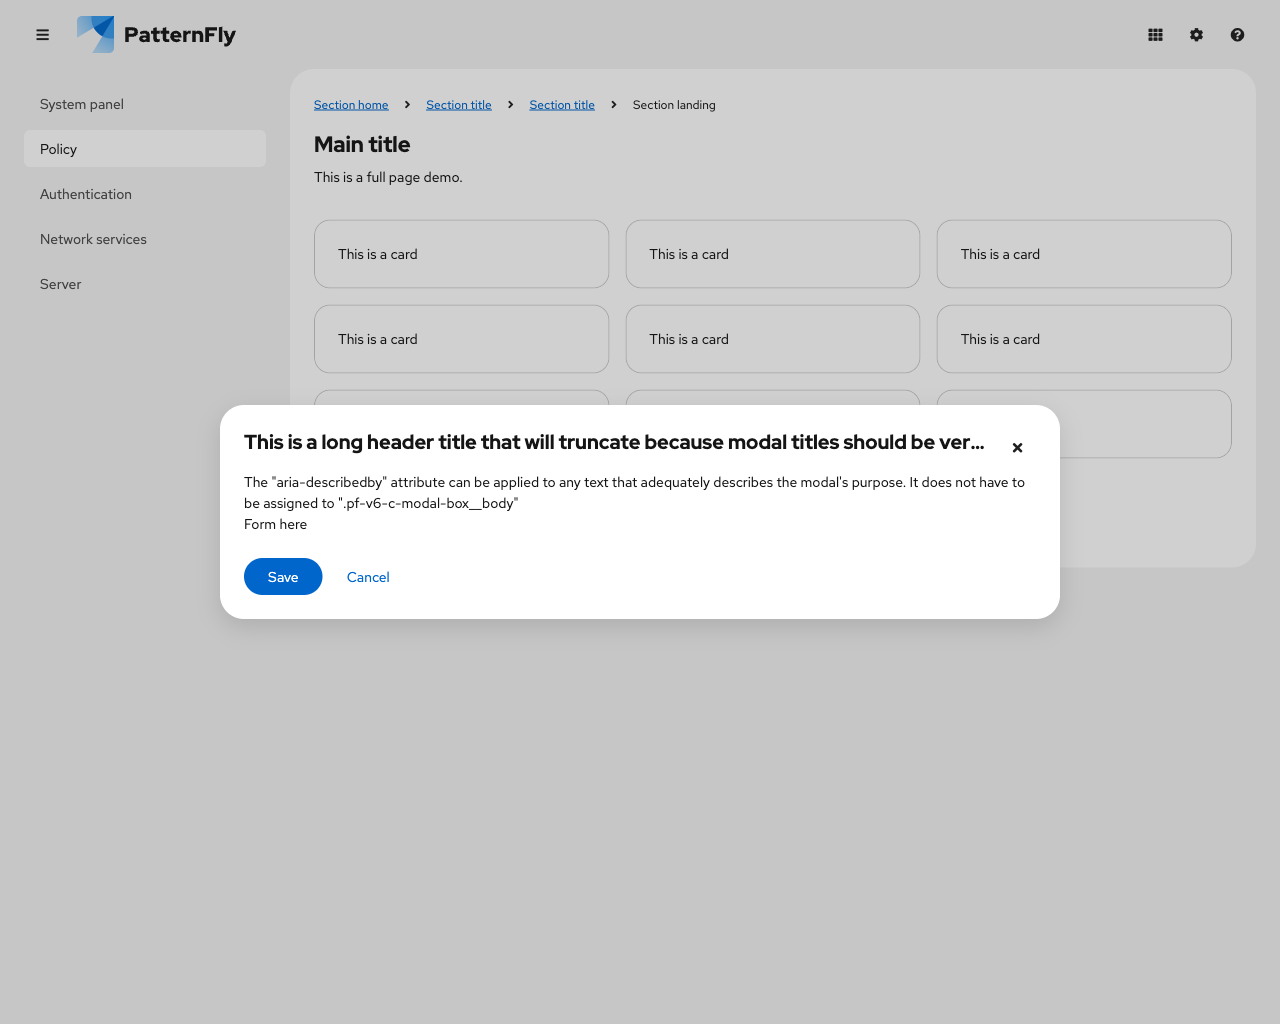 PatternFly
System panel
Policy
Authentication
Network services
Server
Section home
Section title
Section title
Section landing
Main title
This is a full page demo.
This is a card
This is a card
This is a card
This is a card
This is a card
This is a card
This is a long header title that will truncate because modal titles should be ver...
The "aria-describedby" attribute can be applied to any text that adequately describes the modal's purpose. It does not have to
be assigned to ".pf-v6-c-modal-box__body"
Form here
Save
Cancel